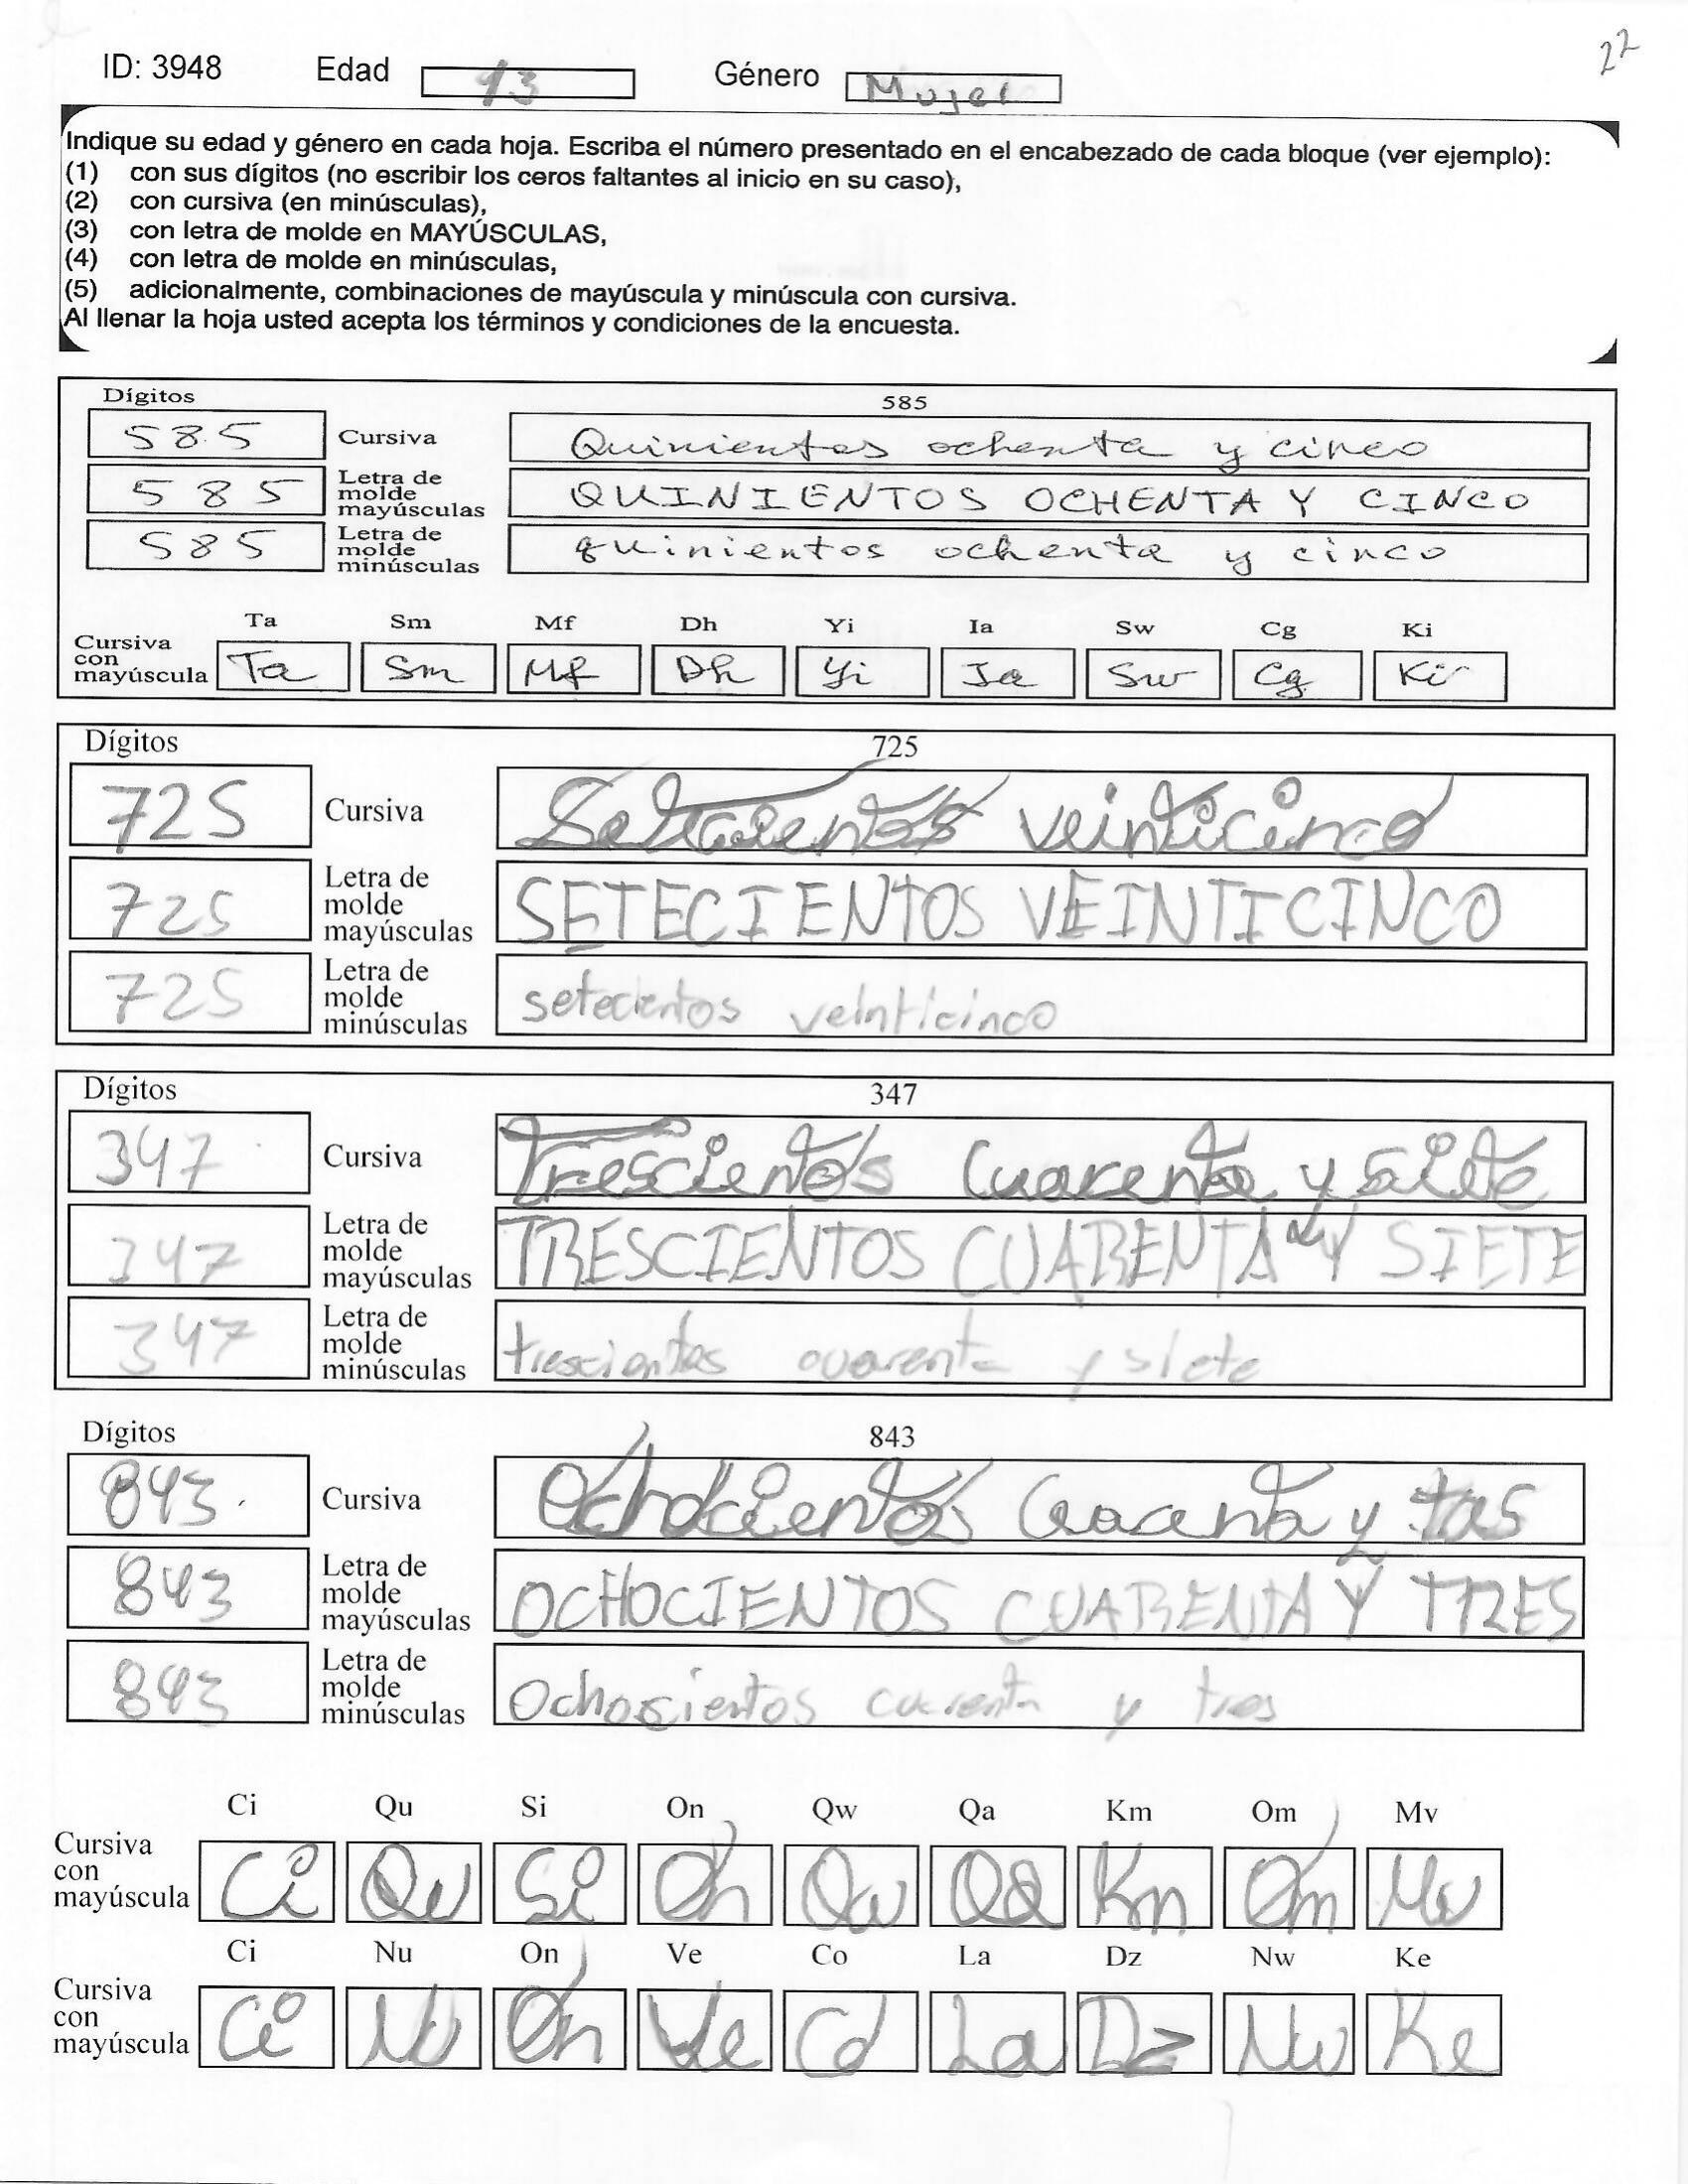 22
ID: 3948 Edad 13 Género Mujer
Indique su edad y género en cada hoja. Escriba el número presentado en el encabezado de cada bloque (ver ejemplo):
(1) con sus dígitos (no escribir los ceros faltantes al inicio en su caso),
(2) con cursiva (en minúsculas),
(3) con letra de molde en MAYÚSCULAS,
(4) con letra de molde en minúsculas,
(5) adicionalmente, combinaciones de mayúscula y minúscula con cursiva.
Al llenar la hoja usted acepta los términos y condiciones de la encuesta.
Dígitos 585
585 Cursiva Quinientos ochenta y cinco
585 Letra de molde mayúsculas QUINIENTOS OCHENTA Y CINCO
585 Letra de molde minúsculas quinientos ochenta y cinco
Ta Sm Mf Dh Yi Ia Sw Cg Ki
Cursiva con mayúscula Ta Sm Mf Dh Yi Ia Sw Cg Ki
Dígitos 725
725 Cursiva Setecientos veinticinco
725 Letra de molde mayúsculas SETECIENTOS VEINTICINCO
725 Letra de molde minúsculas setecientos veinticinco
Dígitos 347
347 Cursiva Trescientos cuarenta y siete
347 Letra de molde mayúsculas TRESCIENTOS CUARENTA Y SIETE
347 Letra de molde minúsculas trescientos cuarenta y siete
Dígitos 843
843 Cursiva Ochocientos cuarenta y tres
843 Letra de molde mayúsculas OCHOCIENTOS CUARENTA Y TRES
843 Letra de molde minúsculas Ochocientos cuarenta y tres
Ci Qu Si On Qw Qa Km Om Mv
Cursiva con mayúscula Ci Qu Si On Qw Qa Km Om Mv
Ci Nu On Ve Co La Dz Nw Ke
Cursiva con mayúscula Ci Nu On Ve Co La Dz Nw Ke